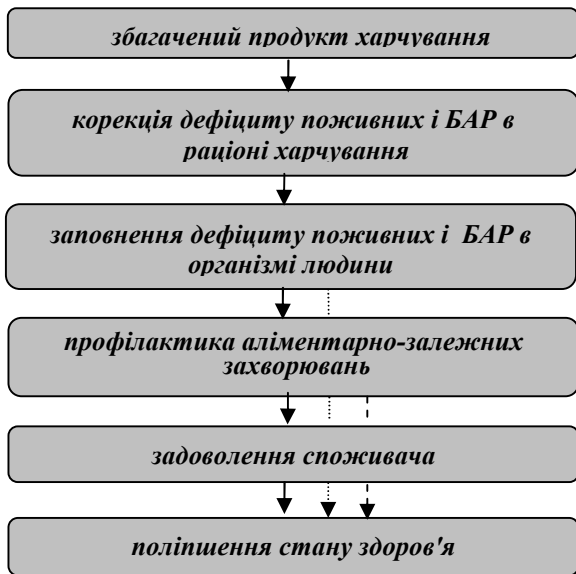 збагачений продукт харчування
корекція дефіциту поживних і БАР в
раціоні харчування
заповнення дефіциту поживних і БАР в
організмі людини
профілактика аліментарно-залежних
захворювань
задоволення споживача
поліпшення стану здоров'я